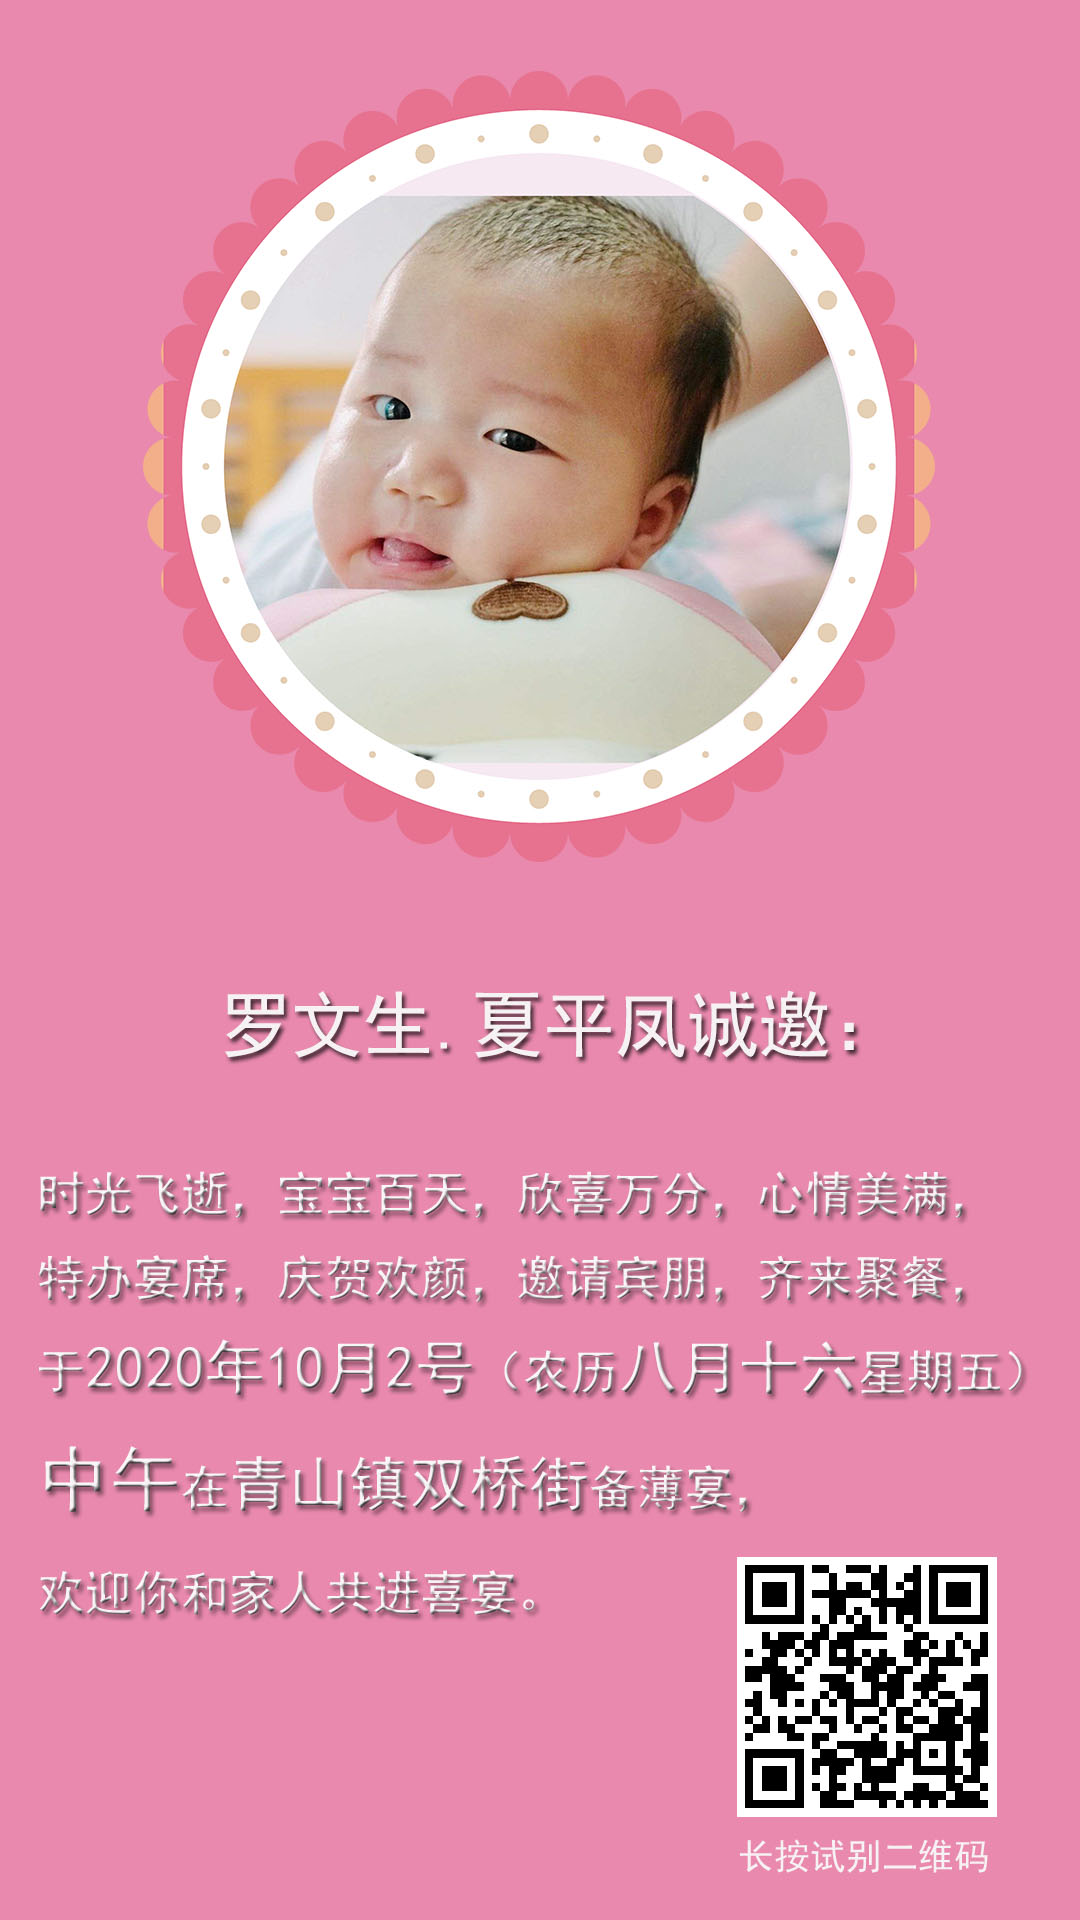 罗文生.夏平凤诚邀：
时光飞逝，宝宝百天，欣喜万分，心情美满，
特办宴席，庆贺欢颜，邀请宾朋，齐来聚餐，
于2020年10月2号（农历八月十六星期五）
中午在青山镇双桥街备薄宴，
欢迎你和家人共进喜宴。
长按试别二维码